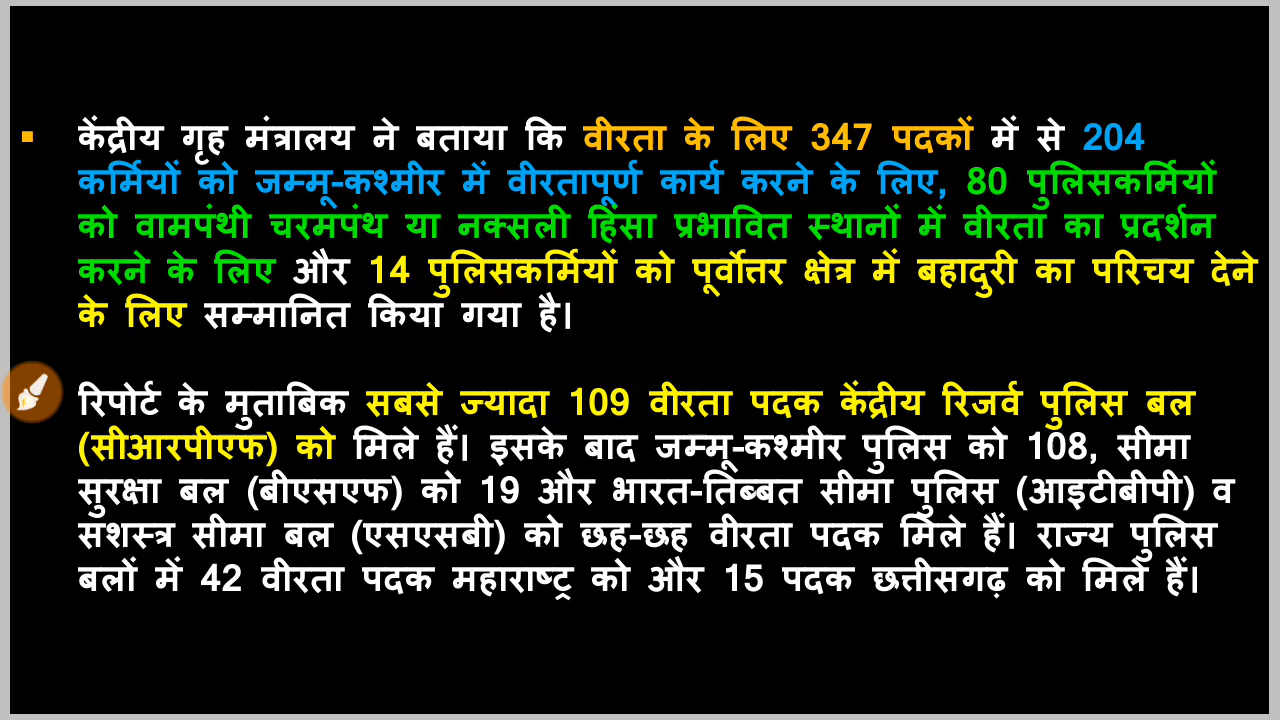 केंद्रीय गृह मंत्रालय ने बताया कि वीरता के लिए 347 पदकों में से 204
कर्मियों को जम्मू-कश्मीर में वीरतापूर्ण कार्य करने के लिए, 80 पुलिसकर्मियों
को वामपंथी चरमपंथ या नक्सली हिंसा प्रभावित स्थानों में वीरता का प्रदर्शन
करने के लिए और 14 पुलिसकर्मियों को पूर्वोत्तर क्षेत्र में बहादुरी का परिचय देने
के लिए सम्मानित किया गया है।
रिपोर्ट के मुताबिक सबसे ज्यादा 109 वीरता पदक केंद्रीय रिजर्व पुलिस बल
(सीआरपीएफ) को मिले हैं। इसके बाद जम्मू-कश्मीर पुलिस को 108, सीमा
सुरक्षा बल (बीएसएफ) को 19 और भारत-तिब्बत सीमा पुलिस (आइटीबीपी) व
सशस्त्र सीमा बल (एसएसबी) को छह-छह वीरता पदक मिले हैं। राज्य पुलिस
बलों में 42 वीरता पदक महाराष्ट्र को और 15 पदक छत्तीसगढ़ को मिले हैं।